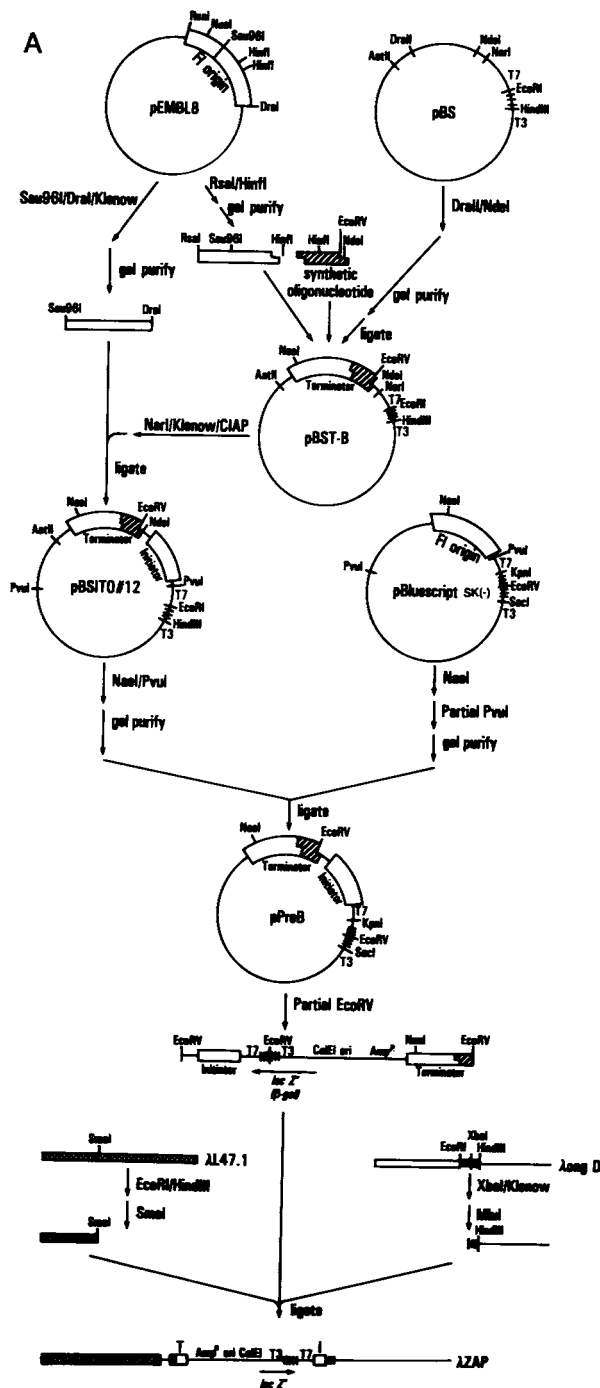 A
RsaI
NaeI
Sau96I
HinfI
HinfI
f1 origin
DraI
pEMBL8
DraII
AatII
NdeI
NarI
T7
EcoRI
HindIII
T3
pBS
Sau96I/DraI/Klenow
gel purify
Sau96I DraI
RsaI/HinfI
gel purify
RsaI Sau96I HinfI
HinfI EcoRV
NdeI
synthetic
oligonucleotide
DraII/NdeI
gel purify
ligate
NaeI
AatII
Terminator
EcoRV
NdeI
NarI
T7
EcoRI
HindIII
T3
pBST-B
NarI/Klenow/CIAP
ligate
NaeI
AatII
Terminator
EcoRV
NdeI
Initiator
PvuI
PvuI
T7
EcoRI
HindIII
T3
pBSITO#12
NaeI
f1 origin
PvuI
PvuI
T7
KpnI
EcoRV
SacI
T3
pBluescript SK(-)
NaeI/PvuI
gel purify
NaeI
Partial PvuI
gel purify
ligate
NaeI
EcoRV
Terminator
Initiator
T7
KpnI
EcoRV
SacI
T3
pPreB
Partial EcoRV
EcoRV T7 EcoRV T3 ColEI ori AmpR NaeI EcoRV
Initiator
Terminator
lac Z'
(β-gal)
SmaI
λL47.1
EcoRI/HindIII
SmaI
SmaI
EcoRI XbaI HindIII
λong D
XbaI/Klenow
MluI
HindIII
ligate
T AmpR ori ColEI T3 T7 I
λZAP
lac Z'